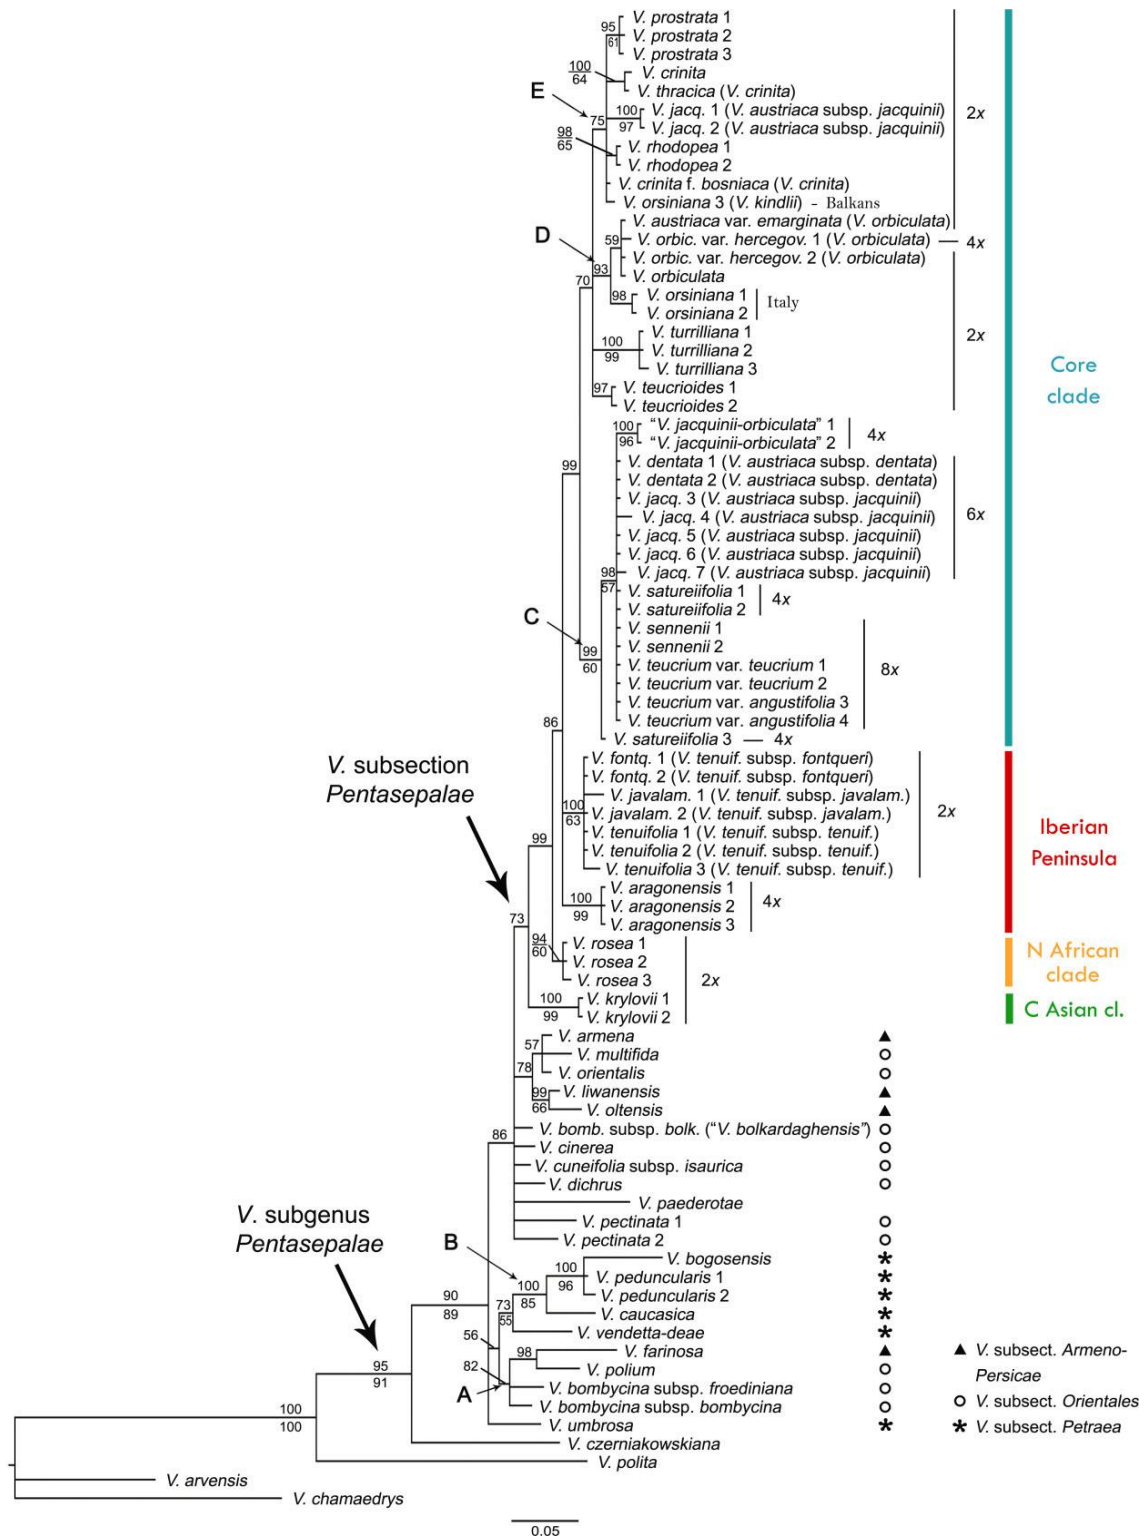 V. prostrata 1
95
V. prostrata 2
61
V. prostrata 3
100
64
V. crinita
V. thracica (V. crinita)
E
100
97
V. jacq. 1 (V. austriaca subsp. jacquinii)
2x
75
V. jacq. 2 (V. austriaca subsp. jacquinii)
98
65
V. rhodopea 1
V. rhodopea 2
V. crinita f. bosniaca (V. crinita)
V. orsiniana 3 (V. kindlii) - Balkans
V. austriaca var. emarginata (V. orbiculata)
D
59
V. orbic. var. hercegov. 1 (V. orbiculata) — 4x
V. orbic. var. hercegov. 2 (V. orbiculata)
93
V. orbiculata
70
98
V. orsiniana 1
Italy
V. orsiniana 2
V. turrilliana 1
2x
100
99
V. turrilliana 2
V. turrilliana 3
Core
clade
97
V. teucrioides 1
V. teucrioides 2
100
96
"V. jacquinii-orbiculata" 1
4x
"V. jacquinii-orbiculata" 2
99
V. dentata 1 (V. austriaca subsp. dentata)
V. dentata 2 (V. austriaca subsp. dentata)
V. jacq. 3 (V. austriaca subsp. jacquinii)
V. jacq. 4 (V. austriaca subsp. jacquinii)
6x
V. jacq. 5 (V. austriaca subsp. jacquinii)
V. jacq. 6 (V. austriaca subsp. jacquinii)
98
57
V. jacq. 7 (V. austriaca subsp. jacquinii)
V. satureiifolia 1
4x
V. satureiifolia 2
C
V. sennenii 1
V. sennenii 2
99
60
V. teucrium var. teucrium 1
8x
V. teucrium var. teucrium 2
V. teucrium var. angustifolia 3
V. teucrium var. angustifolia 4
86
V. satureiifolia 3 — 4x
V. subsection
Pentasepalae
V. fontq. 1 (V. tenuif. subsp. fontqueri)
V. fontq. 2 (V. tenuif. subsp. fontqueri)
V. javalam. 1 (V. tenuif. subsp. javalam.)
100
63
V. javalam. 2 (V. tenuif. subsp. javalam.)
2x
V. tenuifolia 1 (V. tenuif. subsp. tenuif.)
V. tenuifolia 2 (V. tenuif. subsp. tenuif.)
V. tenuifolia 3 (V. tenuif. subsp. tenuif.)
Iberian
Peninsula
99
V. aragonensis 1
100
99
V. aragonensis 2
4x
V. aragonensis 3
73
94
60
V. rosea 1
V. rosea 2
V. rosea 3
2x
N African
clade
100
99
V. krylovii 1
V. krylovii 2
C Asian cl.
57
V. armena
V. multifida
78
V. orientalis
99
66
V. liwanensis
V. oltensis
86
V. bomb. subsp. bolk. ("V. bolkardaghensis")
V. cinerea
V. cuneifolia subsp. isaurica
V. dichrus
V. paederotae
V. pectinata 1
V. pectinata 2
V. subgenus
Pentasepalae
B
V. bogosensis
100
96
V. peduncularis 1
100
85
V. peduncularis 2
90
89
73
55
V. caucasica
V. vendetta-deae
56
98
V. farinosa
82
V. polium
A
V. bombycina subsp. froediniana
V. bombycina subsp. bombycina
V. umbrosa
V. subsect. Armeno-
Persicae
V. subsect. Orientales
V. subsect. Petraea
95
91
V. czerniakowskiana
100
100
V. polita
V. arvensis
V. chamaedrys
0.05